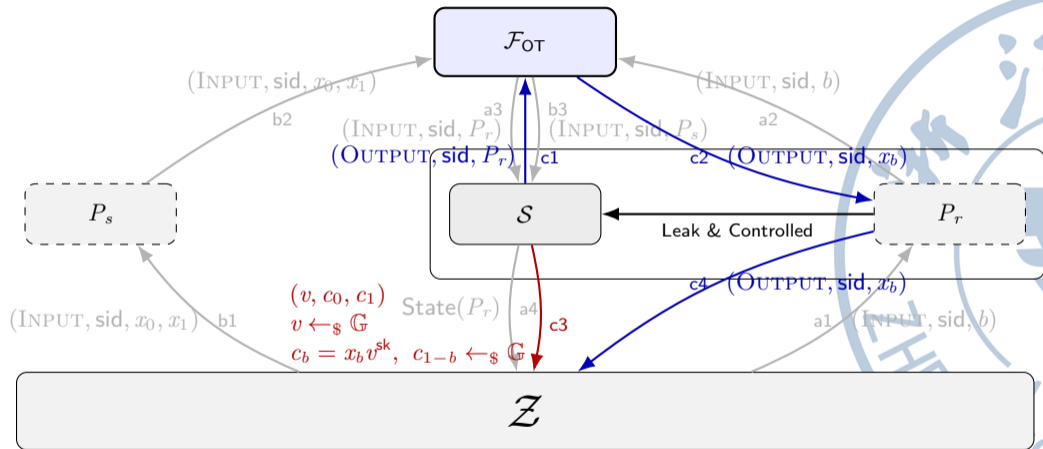 𝓕_OT
(INPUT, sid, x_0, x_1)
b2
a3
b3
(INPUT, sid, b)
a2
(INPUT, sid, P_r)
(INPUT, sid, P_s)
(OUTPUT, sid, P_r)
c1
c2
(OUTPUT, sid, x_b)
P_s
𝒮
P_r
Leak & Controlled
(v, c_0, c_1)
State(P_r)
a4
c3
c4
(OUTPUT, sid, x_b)
(INPUT, sid, x_0, x_1)
b1
v ←_$ 𝔾
a1
(INPUT, sid, b)
c_b = x_b v^sk, c_{1−b} ←_$ 𝔾
𝒵